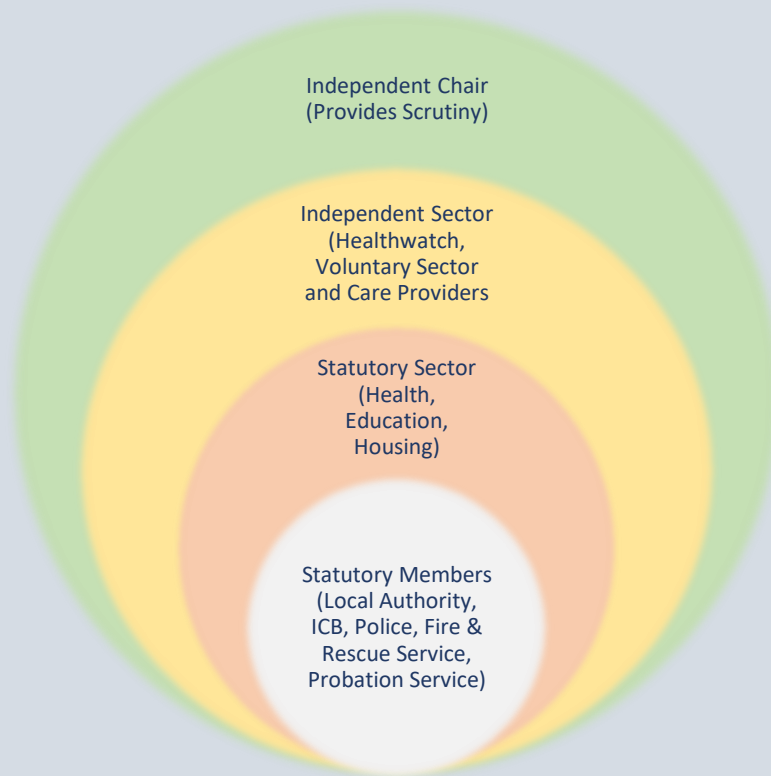 Independent Chair
(Provides Scrutiny)
Independent Sector
(Healthwatch,
Voluntary Sector
and Care Providers
Statutory Sector
(Health,
Education,
Housing)
Statutory Members
(Local Authority,
ICB, Police, Fire &
Rescue Service,
Probation Service)